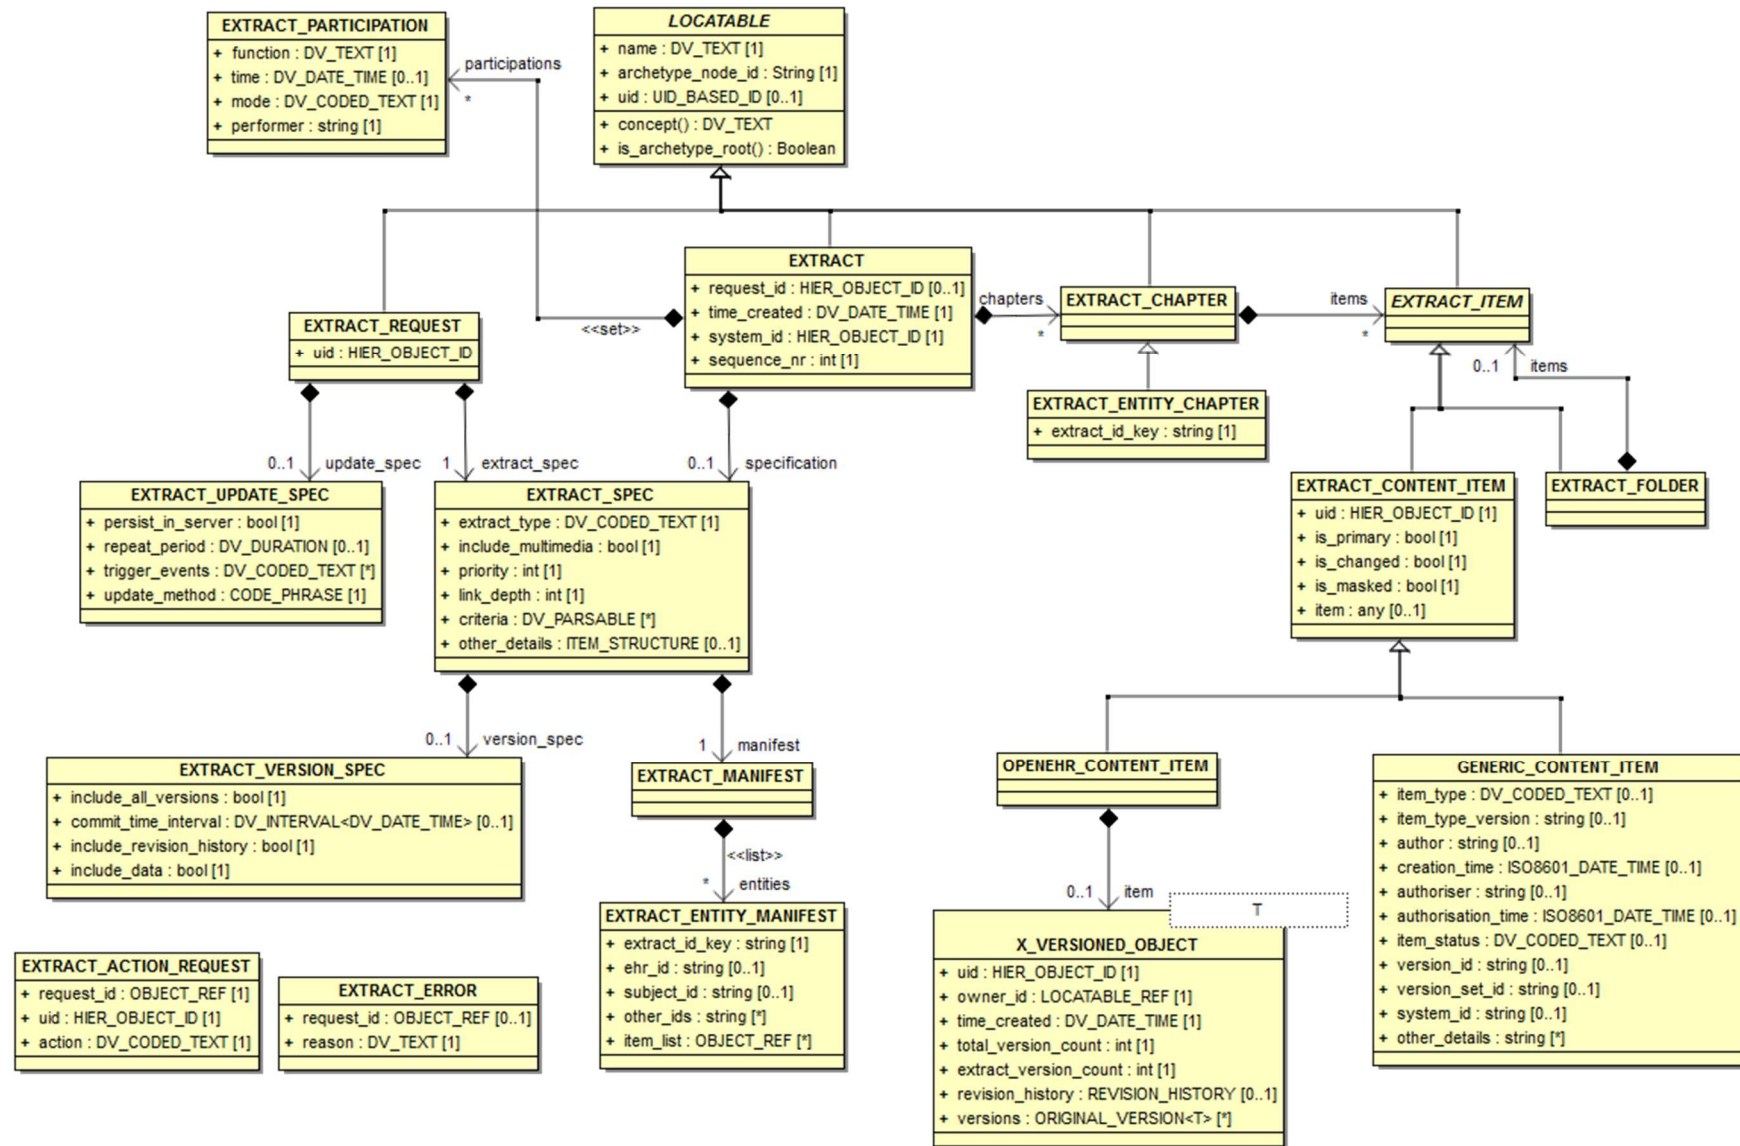 EXTRACT_PARTICIPATION
+ function : DV_TEXT [1]
+ time : DV_DATE_TIME [0..1]
+ mode : DV_CODED_TEXT [1]
+ performer : string [1]
participations
*
LOCATABLE
+ name : DV_TEXT [1]
+ archetype_node_id : String [1]
+ uid : UID_BASED_ID [0..1]
+ concept() : DV_TEXT
+ is_archetype_root() : Boolean
EXTRACT_REQUEST
+ uid : HIER_OBJECT_ID
<<set>>
EXTRACT
+ request_id : HIER_OBJECT_ID [0..1]
+ time_created : DV_DATE_TIME [1]
+ system_id : HIER_OBJECT_ID [1]
+ sequence_nr : int [1]
chapters
*
EXTRACT_CHAPTER
items
*
EXTRACT_ITEM
0..1 items
EXTRACT_ENTITY_CHAPTER
+ extract_id_key : string [1]
0..1 update_spec
1 extract_spec
0..1 specification
EXTRACT_UPDATE_SPEC
+ persist_in_server : bool [1]
+ repeat_period : DV_DURATION [0..1]
+ trigger_events : DV_CODED_TEXT [*]
+ update_method : CODE_PHRASE [1]
EXTRACT_SPEC
+ extract_type : DV_CODED_TEXT [1]
+ include_multimedia : bool [1]
+ priority : int [1]
+ link_depth : int [1]
+ criteria : DV_PARSABLE [*]
+ other_details : ITEM_STRUCTURE [0..1]
EXTRACT_CONTENT_ITEM
+ uid : HIER_OBJECT_ID [1]
+ is_primary : bool [1]
+ is_changed : bool [1]
+ is_masked : bool [1]
+ item : any [0..1]
EXTRACT_FOLDER
0..1 version_spec
1 manifest
EXTRACT_VERSION_SPEC
+ include_all_versions : bool [1]
+ commit_time_interval : DV_INTERVAL<DV_DATE_TIME> [0..1]
+ include_revision_history : bool [1]
+ include_data : bool [1]
EXTRACT_MANIFEST
<<list>>
* entities
EXTRACT_ENTITY_MANIFEST
+ extract_id_key : string [1]
+ ehr_id : string [0..1]
+ subject_id : string [0..1]
+ other_ids : string [*]
+ item_list : OBJECT_REF [*]
OPENEHR_CONTENT_ITEM
0..1 item
T
X_VERSIONED_OBJECT
+ uid : HIER_OBJECT_ID [1]
+ owner_id : LOCATABLE_REF [1]
+ time_created : DV_DATE_TIME [1]
+ total_version_count : int [1]
+ extract_version_count : int [1]
+ revision_history : REVISION_HISTORY [0..1]
+ versions : ORIGINAL_VERSION<T> [*]
GENERIC_CONTENT_ITEM
+ item_type : DV_CODED_TEXT [0..1]
+ item_type_version : string [0..1]
+ author : string [0..1]
+ creation_time : ISO8601_DATE_TIME [0..1]
+ authoriser : string [0..1]
+ authorisation_time : ISO8601_DATE_TIME [0..1]
+ item_status : DV_CODED_TEXT [0..1]
+ version_id : string [0..1]
+ version_set_id : string [0..1]
+ system_id : string [0..1]
+ other_details : string [*]
EXTRACT_ACTION_REQUEST
+ request_id : OBJECT_REF [1]
+ uid : HIER_OBJECT_ID [1]
+ action : DV_CODED_TEXT [1]
EXTRACT_ERROR
+ request_id : OBJECT_REF [0..1]
+ reason : DV_TEXT [1]